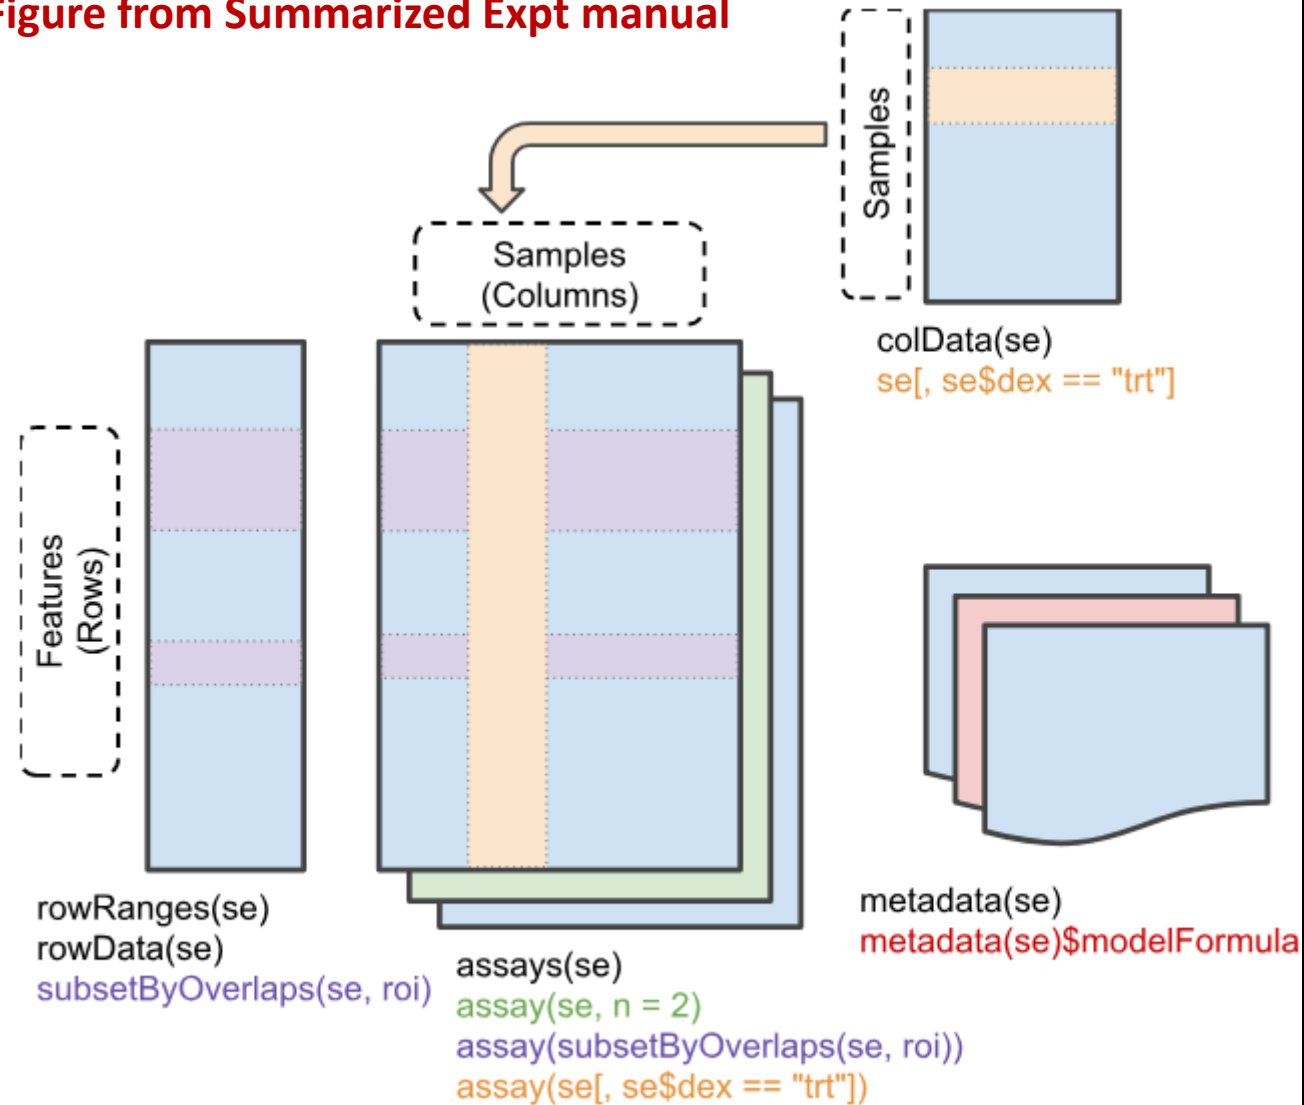 Figure from Summarized Expt manual
Samples
Samples
(Columns)
colData(se)
se[, se$dex == "trt"]
Features
(Rows)
rowRanges(se)
rowData(se)
subsetByOverlaps(se, roi)
assays(se)
assay(se, n = 2)
assay(subsetByOverlaps(se, roi))
assay(se[, se$dex == "trt"])
metadata(se)
metadata(se)$modelFormula